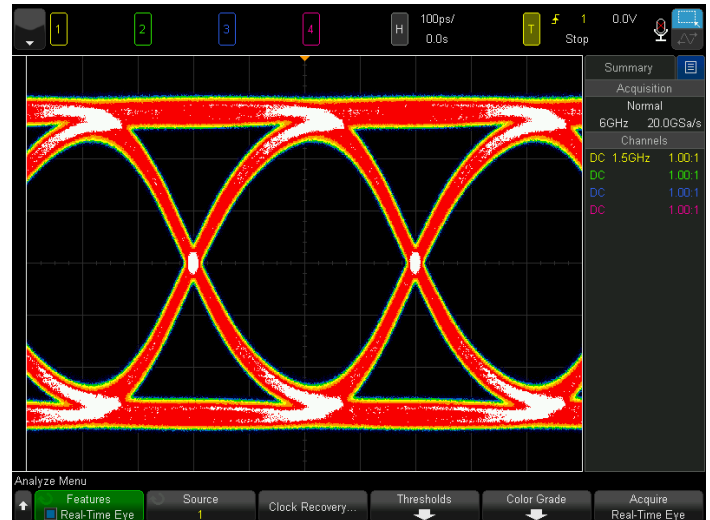 1
2
3
4
H
100ps/
0.0s
T
1
0.0V
Stop
Summary
Acquisition
Normal
6GHz 20.0GSa/s
Channels
DC 1.5GHz 1.00:1
DC 1.00:1
DC 1.00:1
DC 1.00:1
Analyze Menu
Features
Real-Time Eye
Source
1
Clock Recovery...
Thresholds
Color Grade
Acquire
Real-Time Eye